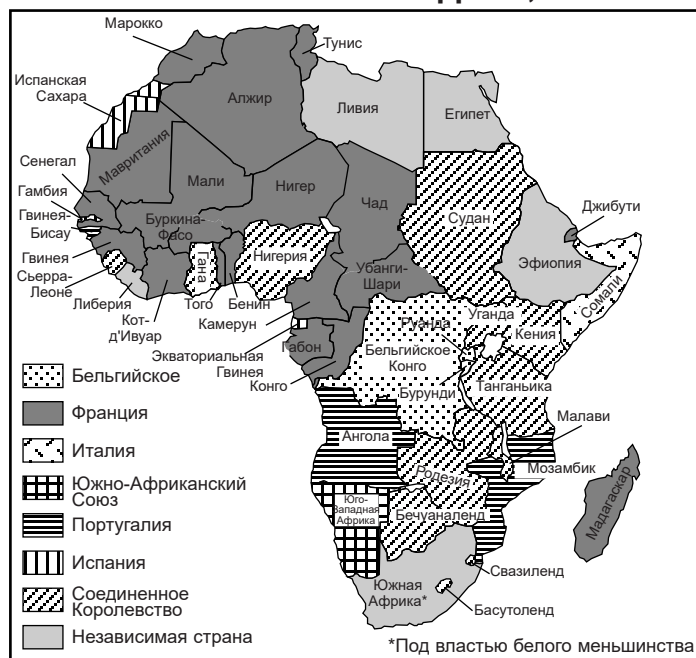 Марокко
Тунис
Испанская
Сахара
Алжир
Ливия
Египет
Мавритания
Сенегал
Мали
Нигер
Гамбия
Чад
Гвинея-
Бисау
Буркина-
Фасо
Судан
Джибути
Гвинея
Нигерия
Гана
Эфиопия
Сьерра-
Леоне
Убанги-
Шари
Либерия
Того
Бенин
Сомали
Кот-
д'Ивуар
Камерун
Уганда
Руанда
Кения
Экваториальная
Гвинея
Габон
Бельгийское
Конго
Конго
Бурунди
Танганьика
Малави
Ангола
Мозамбик
Родезия
Мадагаскар
Юго-
Западная
Африка
Бечуаналенд
Свазиленд
Южная
Африка*
Басутоленд
Бельгийское
Франция
Италия
Южно-Африканский
Союз
Португалия
Испания
Соединенное
Королевство
Независимая страна
*Под властью белого меньшинства